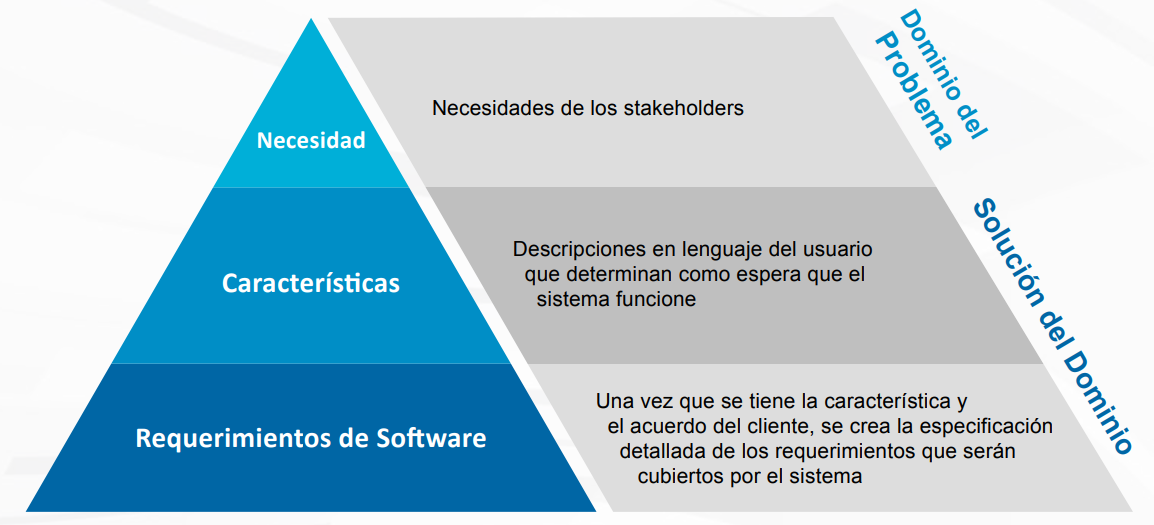 Necesidad
Necesidades de los stakeholders
Dominio del
Problema
Características
Descripciones en lenguaje del usuario
que determinan como espera que el
sistema funcione
Solución del Dominio
Requerimientos de Software
Una vez que se tiene la característica y
el acuerdo del cliente, se crea la especificación
detallada de los requerimientos que serán
cubiertos por el sistema